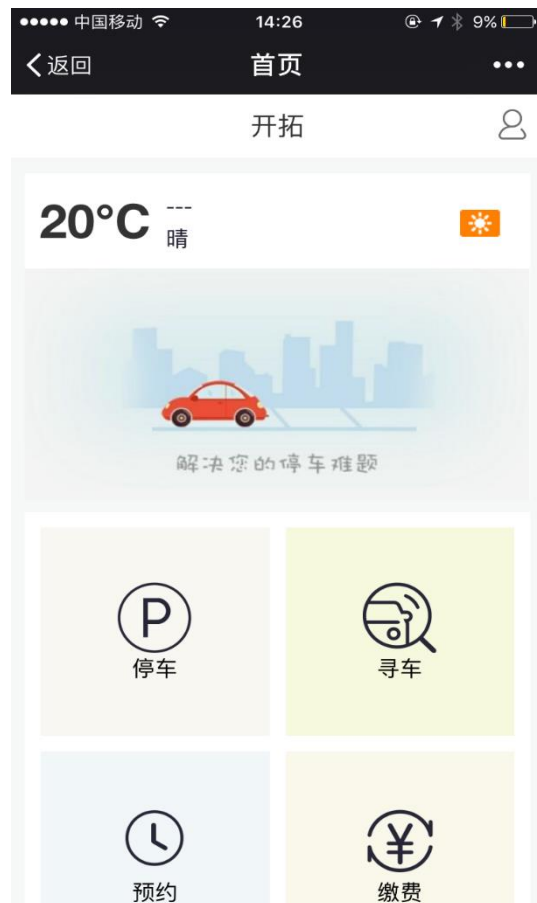 中国移动 14:26 9%
返回 首页
开拓
20°C ---
晴
解决您的停车难题
P
停车 寻车
预约 缴费